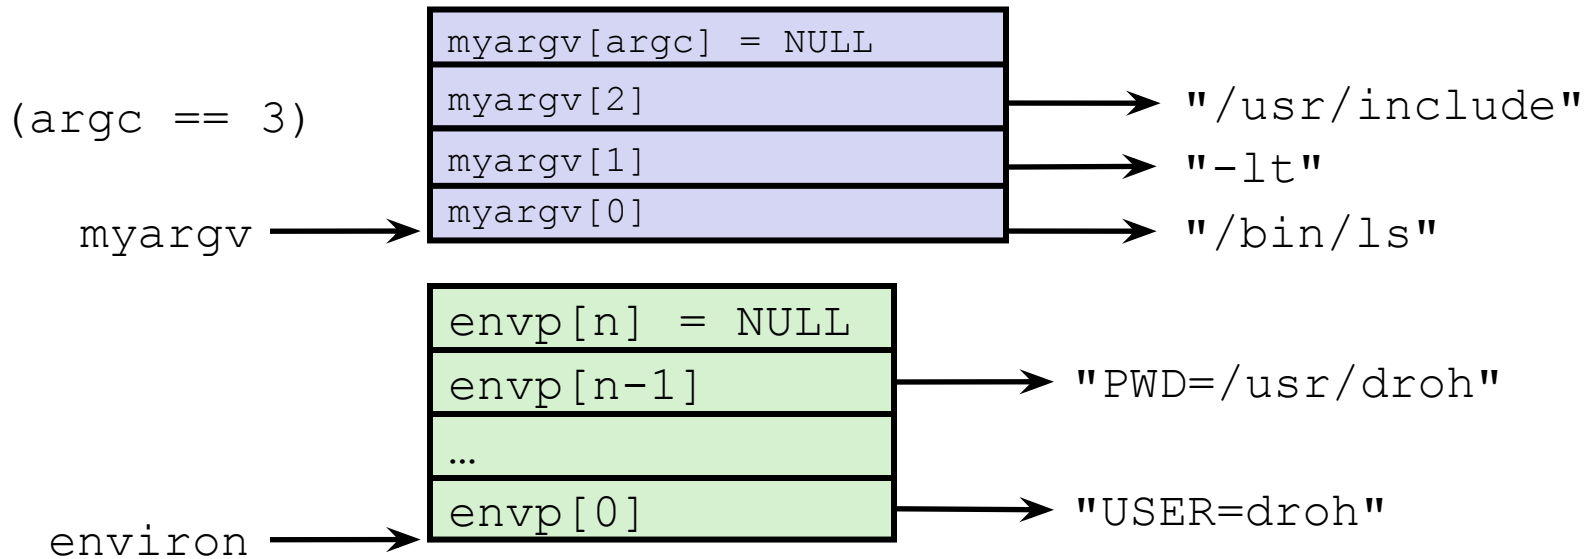 myargv[argc] = NULL
(argc == 3)
myargv[2]
"/usr/include"
myargv[1]
"-lt"
myargv
myargv[0]
"/bin/ls"
envp[n] = NULL
envp[n-1]
"PWD=/usr/droh"
…
environ
envp[0]
"USER=droh"